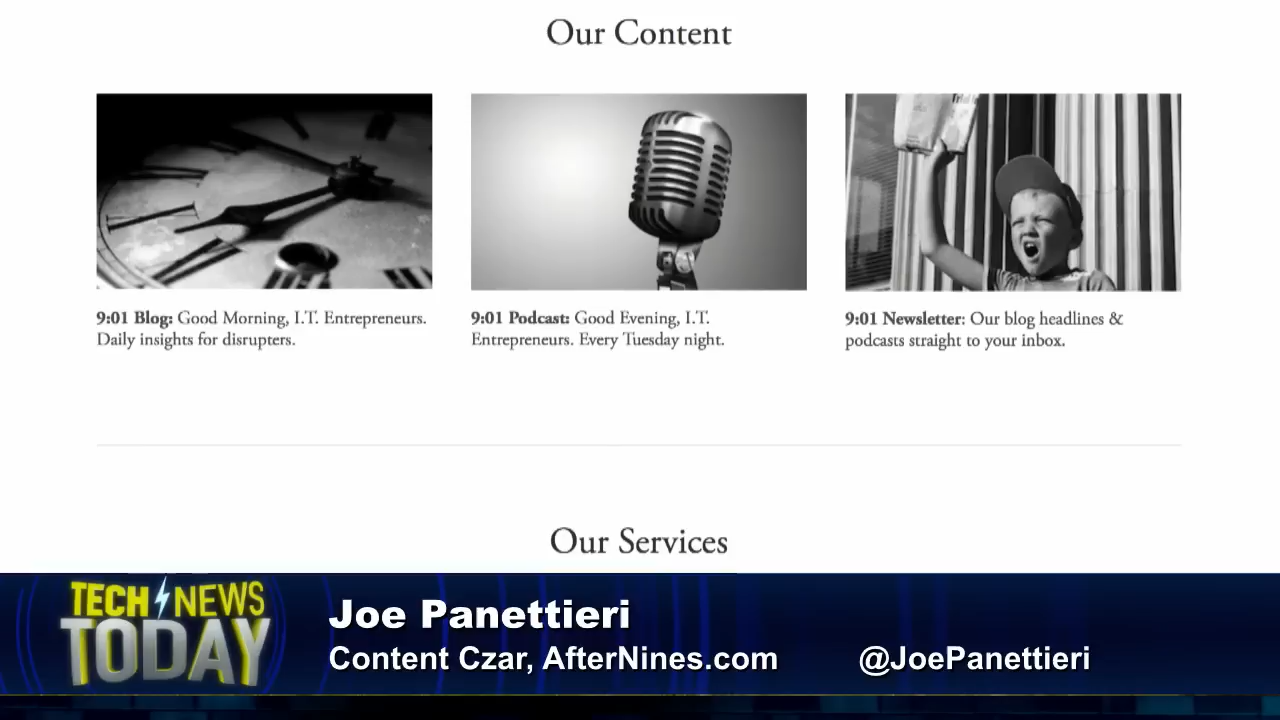 Our Content
9:01 Blog: Good Morning, I.T. Entrepreneurs.
Daily insights for disrupters.
9:01 Podcast: Good Evening, I.T.
Entrepreneurs. Every Tuesday night.
9:01 Newsletter: Our blog headlines &
podcasts straight to your inbox.
Our Services
TECH NEWS
TODAY
Joe Panettieri
Content Czar, AfterNines.com
@JoePanettieri